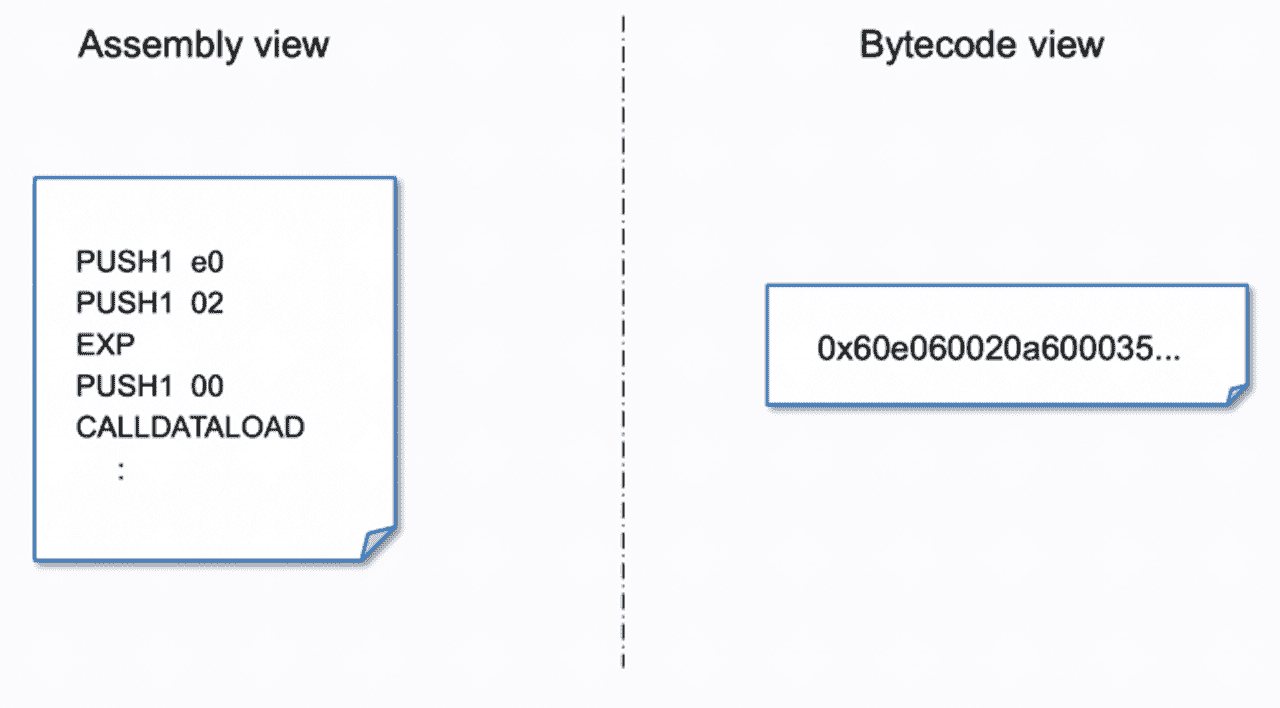 Assembly view
PUSH1 e0
PUSH1 02
EXP
PUSH1 00
CALLDATALOAD
:
Bytecode view
0x60e060020a600035...